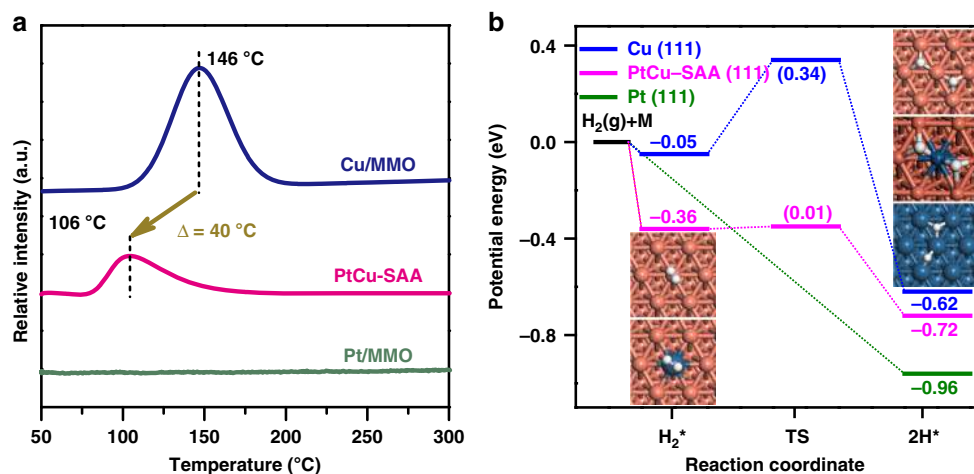 a
146 °C
Cu/MMO
106 °C
Δ = 40 °C
PtCu-SAA
Pt/MMO
Relative intensity (a.u.)
50 100 150 200 250 300
Temperature (°C)
b
0.4
0.0
−0.4
−0.8
Potential energy (eV)
Cu (111)
PtCu–SAA (111)
Pt (111)
H₂(g)+M
(0.34)
−0.05
−0.36
(0.01)
−0.62
−0.72
−0.96
H₂* TS 2H*
Reaction coordinate